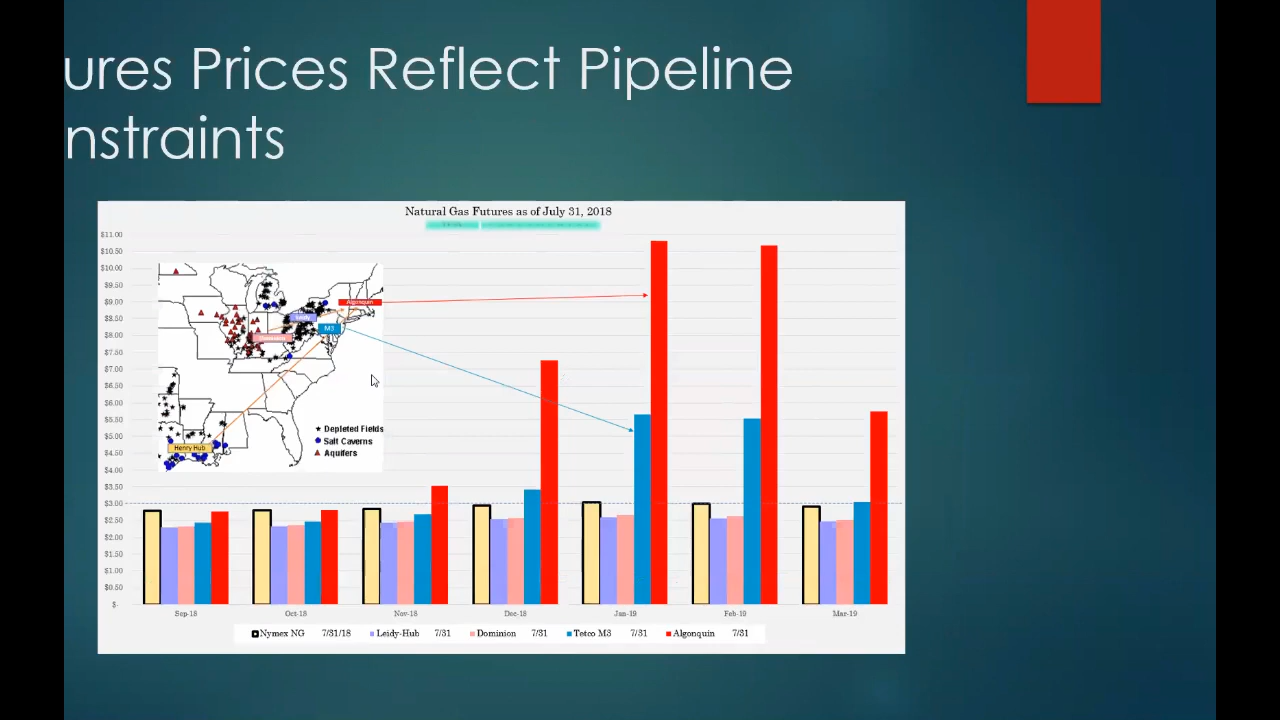 ures Prices Reflect Pipeline
nstraints
Natural Gas Futures as of July 31, 2018
$11.00
$10.50
$10.00
$9.50
$9.00
$8.50
$8.00
$7.50
$7.00
$6.50
$6.00
$5.50
$5.00
$4.50
$4.00
$3.50
$3.00
$2.50
$2.00
$1.50
$1.00
$0.50
$-
Algonquin
Leidy
M3
Dominion
Henry Hub
Depleted Fields
Salt Caverns
Aquifers
Sep-18 Oct-18 Nov-18 Dec-18 Jan-19 Feb-19 Mar-19
Nymex NG 7/31/18 Leidy-Hub 7/31 Dominion 7/31 Tetco M3 7/31 Algonquin 7/31